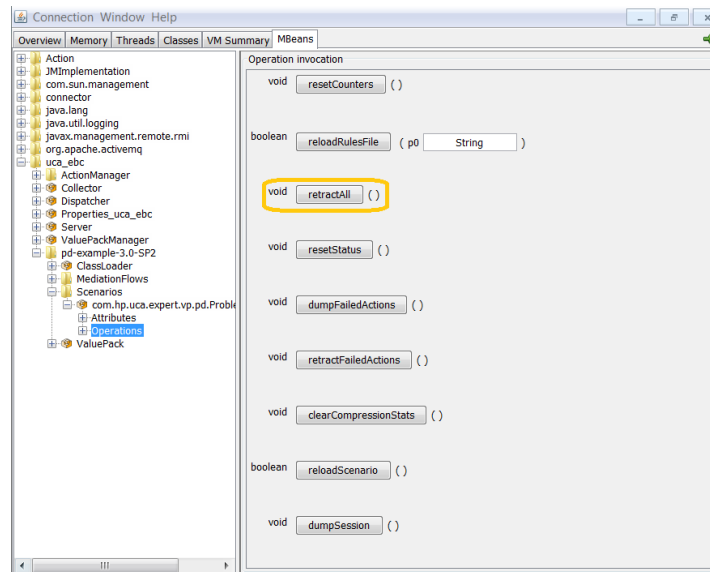 Connection Window Help
Overview Memory Threads Classes VM Summary MBeans
Action
JMImplementation
com.sun.management
connector
java.lang
java.util.logging
javax.management.remote.rmi
org.apache.activemq
uca_ebc
ActionManager
Collector
Dispatcher
Properties_uca_ebc
Server
ValuePackManager
pd-example-3.0-SP2
ClassLoader
MediationFlows
Scenarios
com.hp.uca.expert.vp.pd.Proble
Attributes
Operations
ValuePack
Operation invocation
void resetCounters ( )
boolean reloadRulesFile ( p0 String )
void retractAll ( )
void resetStatus ( )
void dumpFailedActions ( )
void retractFailedActions ( )
void clearCompressionStats ( )
boolean reloadScenario ( )
void dumpSession ( )